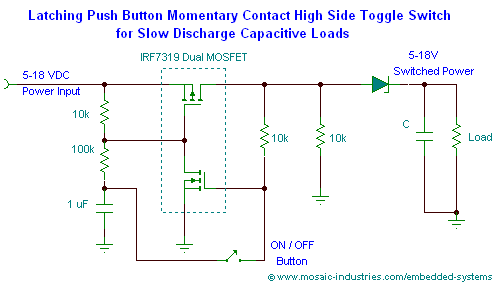 Latching Push Button Momentary Contact High Side Toggle Switch
for Slow Discharge Capacitive Loads
IRF7319 Dual MOSFET
5-18V
Switched Power
5-18 VDC
Power Input
10k
100k
10k
10k
C
Load
1 uF
ON / OFF
Button
© www.mosaic-industries.com/embedded-systems